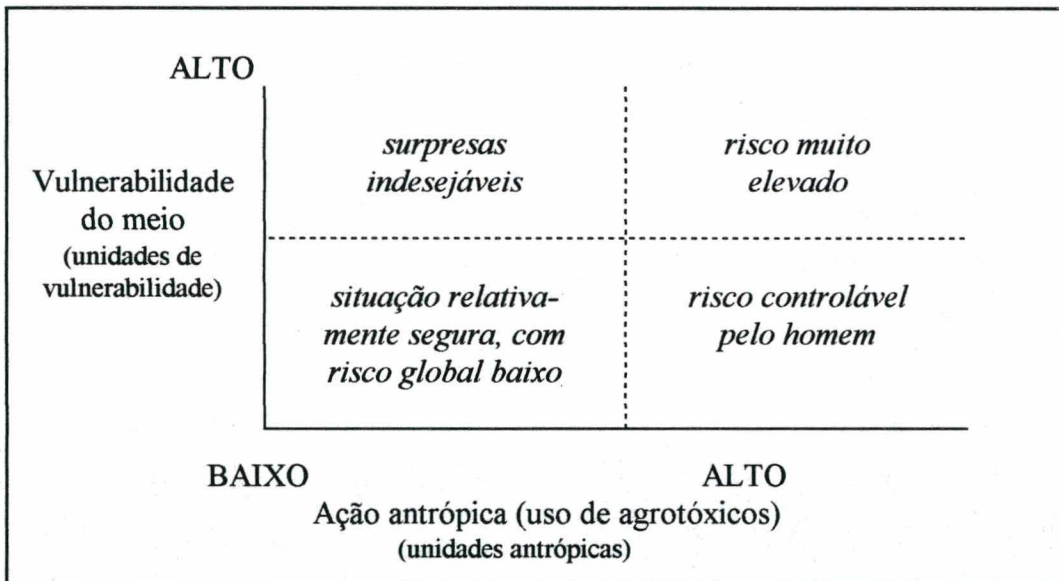 ALTO
surpresas
indesejáveis
risco muito
elevado
Vulnerabilidade
do meio
(unidades de
vulnerabilidade)
situação relativa-
mente segura, com
risco global baixo
risco controlável
pelo homem
BAIXO
ALTO
Ação antrópica (uso de agrotóxicos)
(unidades antrópicas)